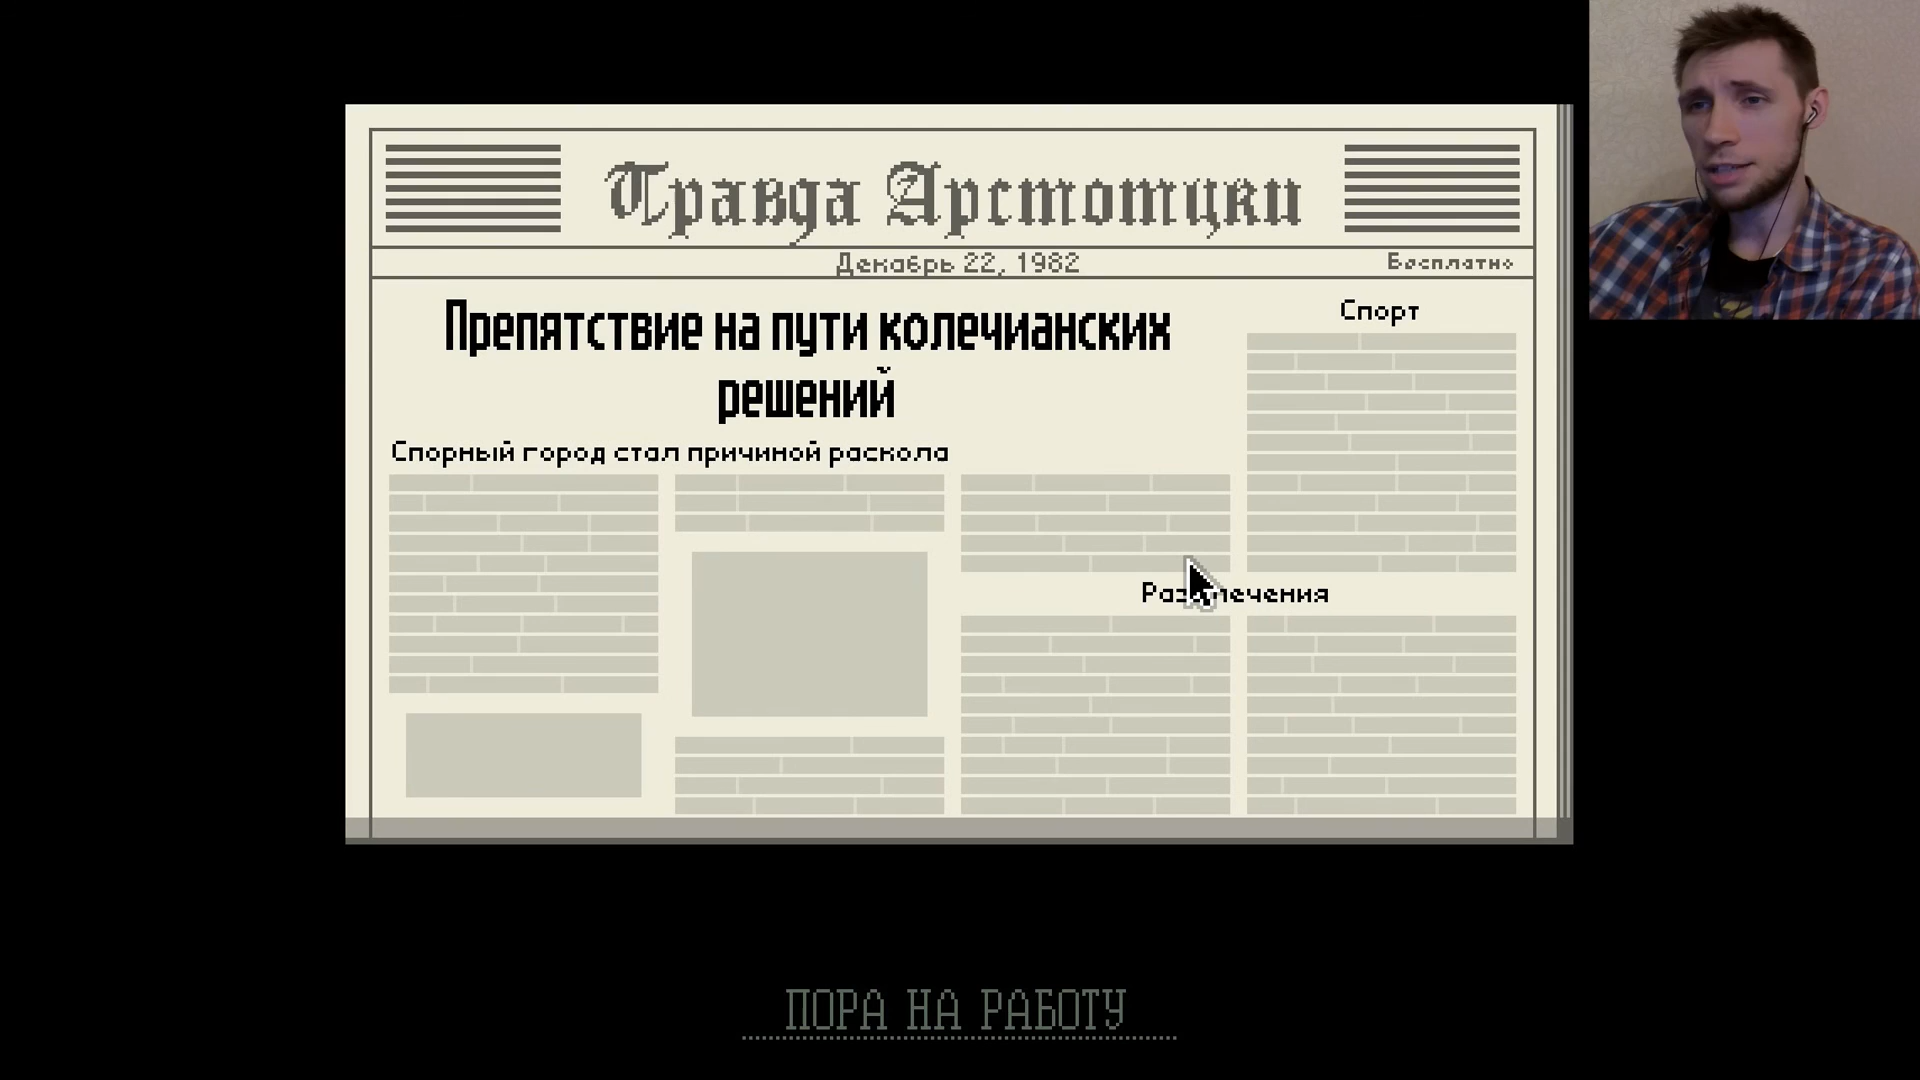 Правда Арстотцки
Декабрь 22, 1982
Бесплатно
Препятствие на пути колечианских
решений
Спорный город стал причиной раскола
Спорт
Развлечения
ПОРА НА РАБОТУ